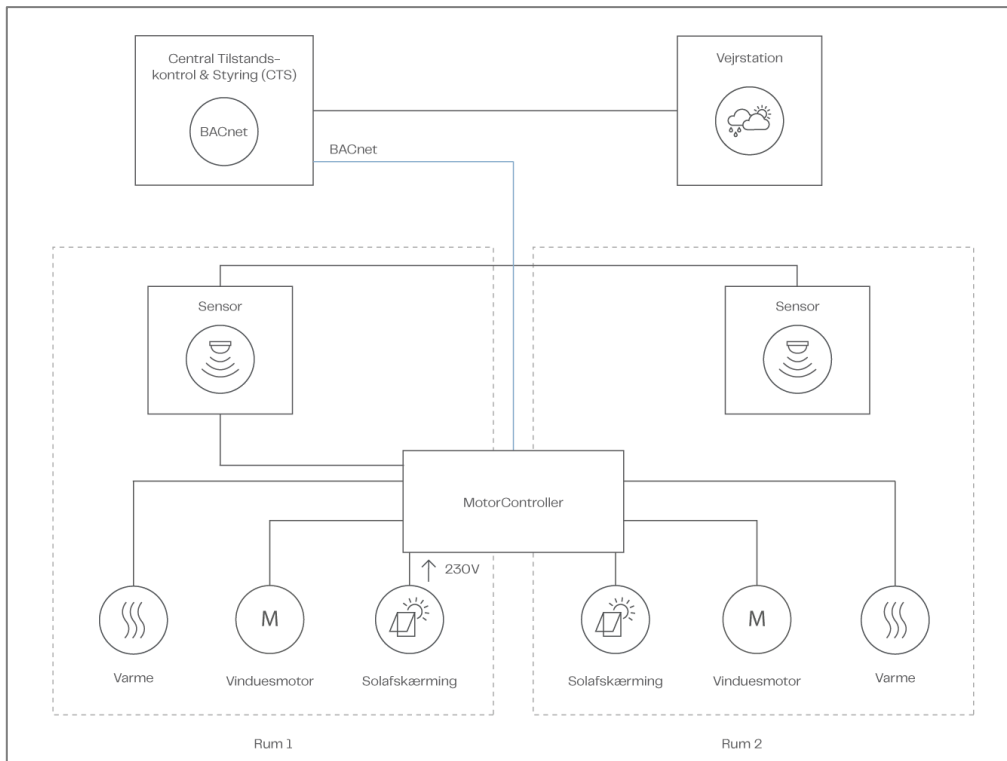 Central Tilstands-
kontrol & Styring (CTS)
BACnet
Vejrstation
BACnet
Sensor
Sensor
MotorController
230V
M
M
Varme
Vinduesmotor
Solafskærming
Solafskærming
Vinduesmotor
Varme
Rum 1
Rum 2